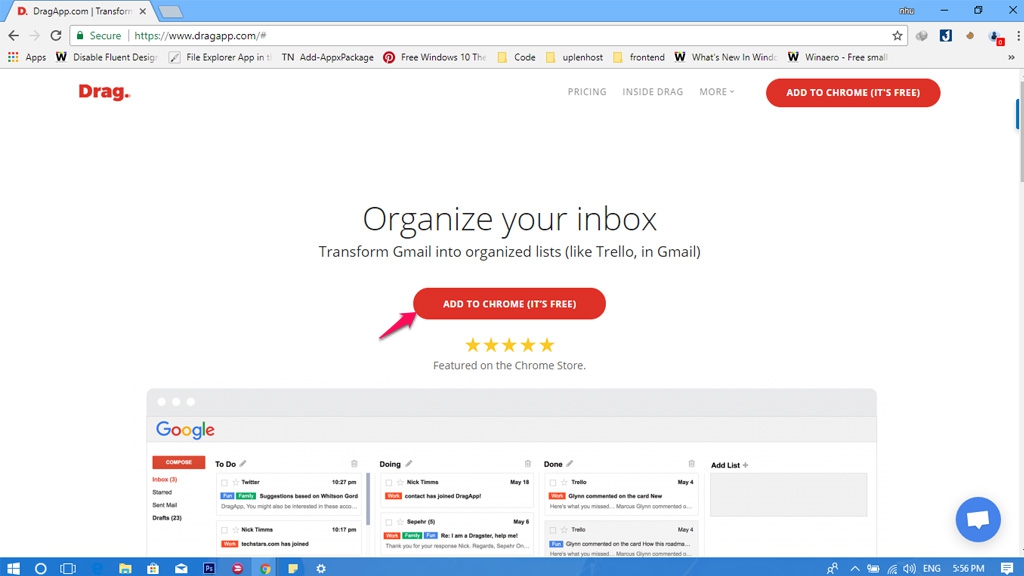 DragApp.com | Transform
nhu
Secure
https://www.dragapp.com/#
Apps
Disable Fluent Design
File Explorer App in t
TN Add-AppxPackage
Free Windows 10 The
Code
uplenhost
frontend
What's New In Windo
Winaero - Free small
»
Drag.
PRICING
INSIDE DRAG
MORE
ADD TO CHROME (IT'S FREE)
Organize your inbox
Transform Gmail into organized lists (like Trello, in Gmail)
ADD TO CHROME (IT'S FREE)
Featured on the Chrome Store.
Google
COMPOSE
Inbox (3)
Starred
Sent Mail
Drafts (23)
To Do
Twitter 10:27 pm
Fun Family Suggestions based on Whitson Gord
DragApp, You might also be interested in these acco...
Nick Timms 10:17 pm
Work techstars.com has joined
Doing
Nick Timms May 18
Work contact has joined DragApp!
Sepehr (5) May 6
Work Family Fun Re: I am a Dragster, help me!
Thank you for your response Nick. Regards, Sepehr On...
Done
Trello May 4
Work Glynn commented on the card New
Here's what you missed... Marcus Glynn commented...
Trello May 4
Fun Glynn commented on the card How this roadma...
Here's what you missed... Marcus Glynn commented...
Add List +
ENG
5:56 PM